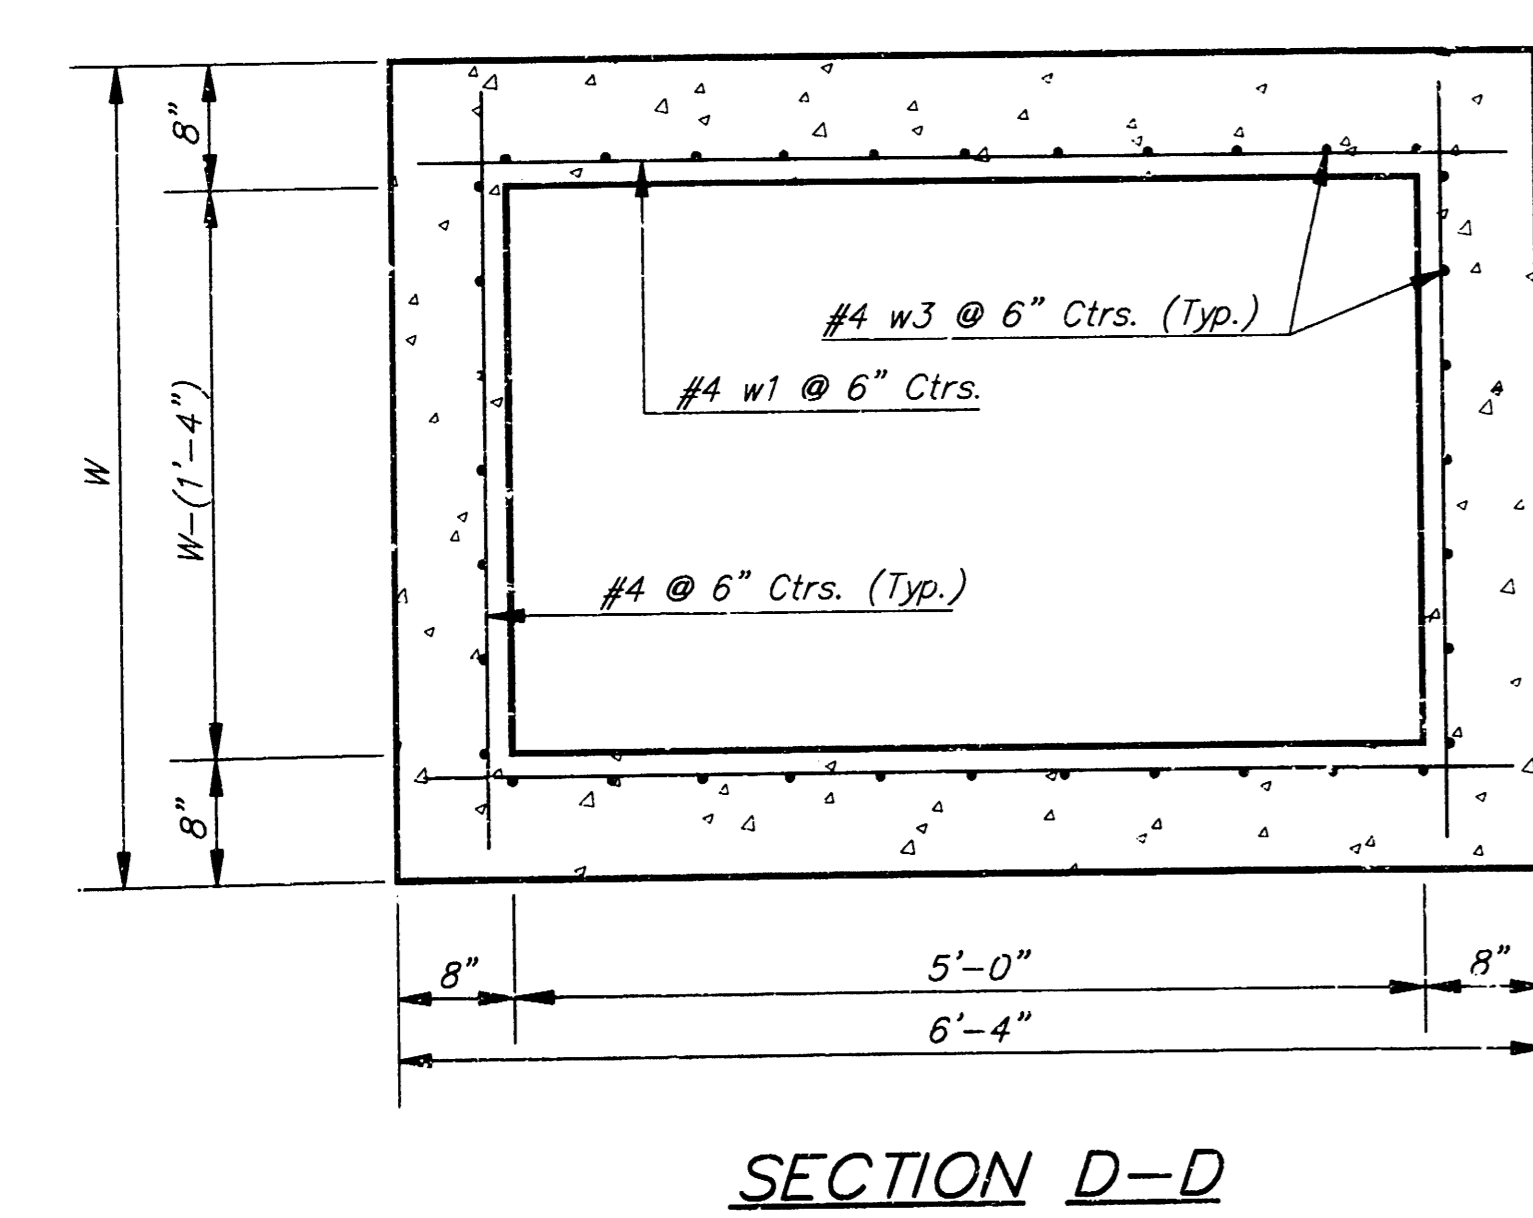 8"
#4 w3 @ 6" Ctrs. (Typ.)
#4 w1 @ 6" Ctrs.
W
W-(1'-4")
#4 @ 6" Ctrs. (Typ.)
8"
8"
5'-0"
8"
6'-4"
SECTION D-D